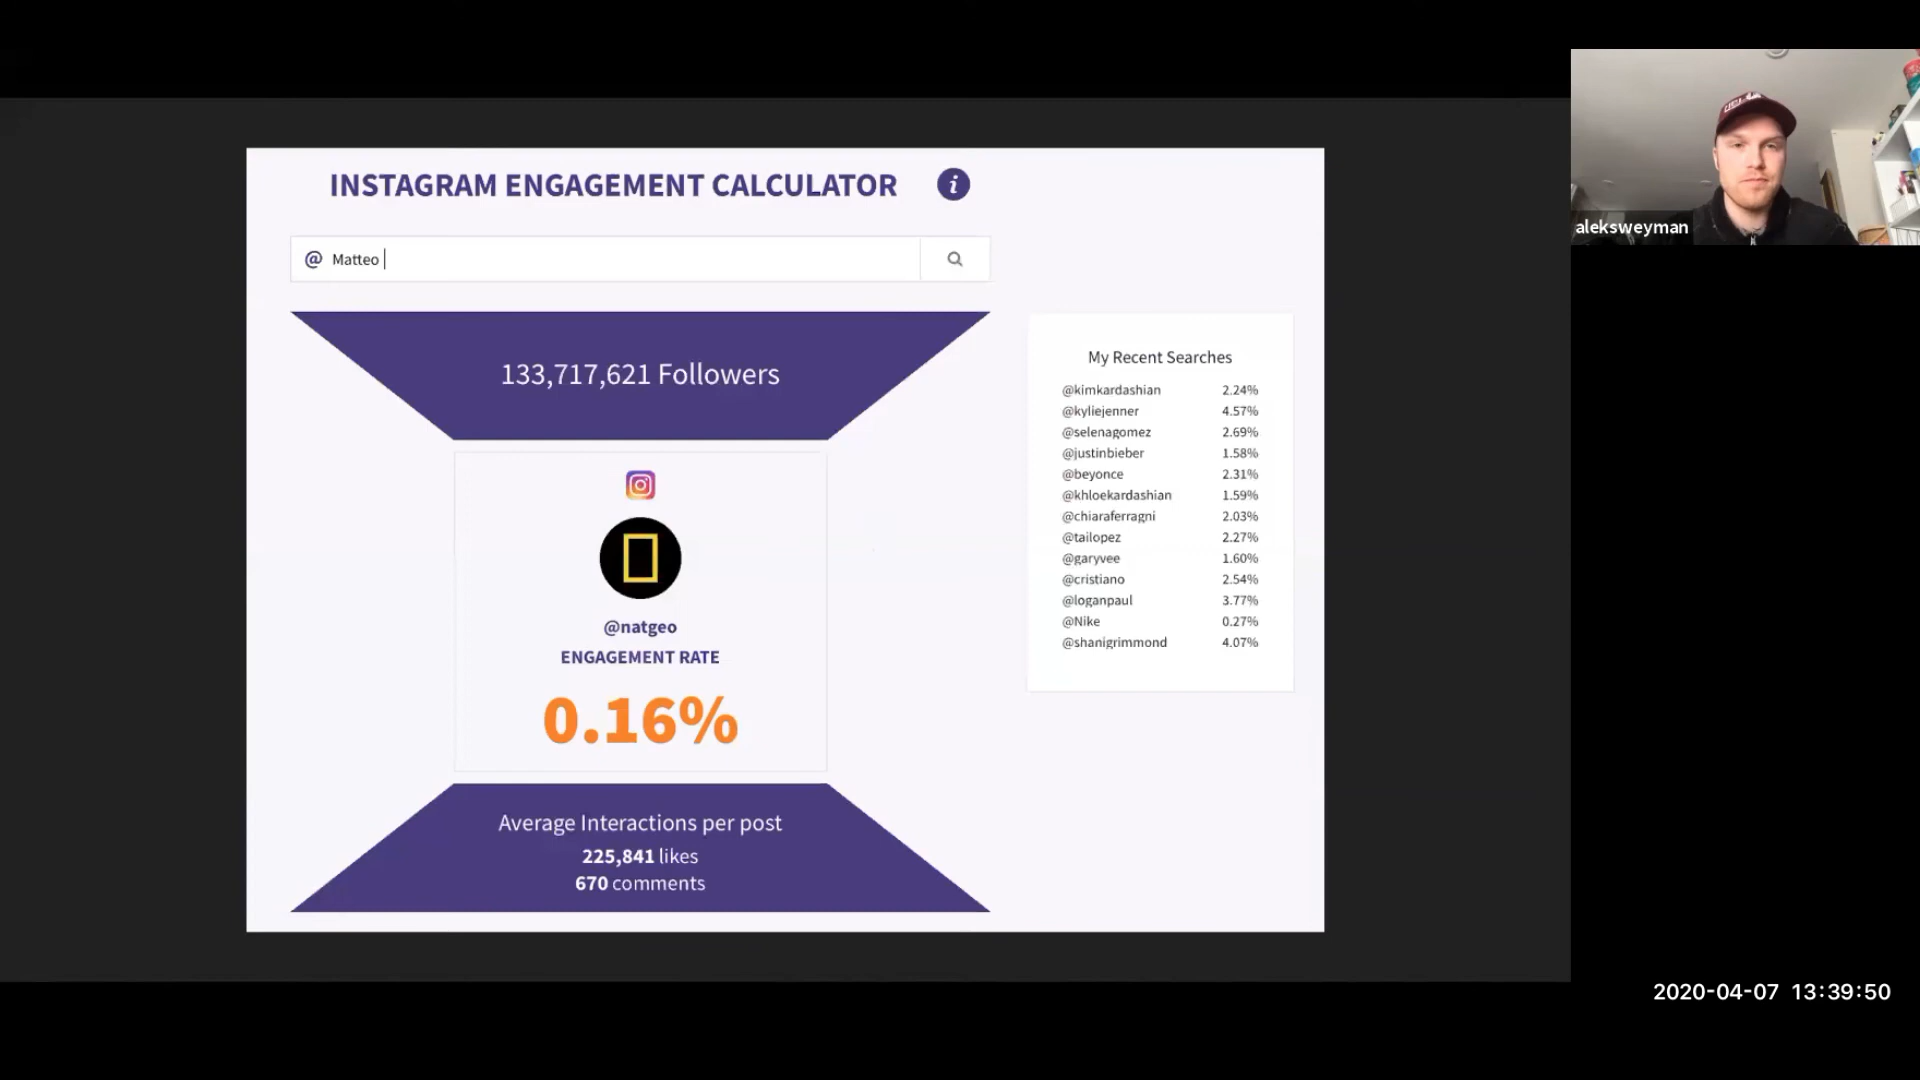 INSTAGRAM ENGAGEMENT CALCULATOR i
@ Matteo
133,717,621 Followers
@natgeo
ENGAGEMENT RATE
0.16%
Average Interactions per post
225,841 likes
670 comments
My Recent Searches
@kimkardashian 2.24%
@kyliejenner 4.57%
@selenagomez 2.69%
@justinbieber 1.58%
@beyonce 2.31%
@khloekardashian 1.59%
@chiaraferragni 2.03%
@tailopez 2.27%
@garyvee 1.60%
@cristiano 2.54%
@loganpaul 3.77%
@Nike 0.27%
@shanigrimmond 4.07%
aleksweyman
2020-04-07 13:39:50